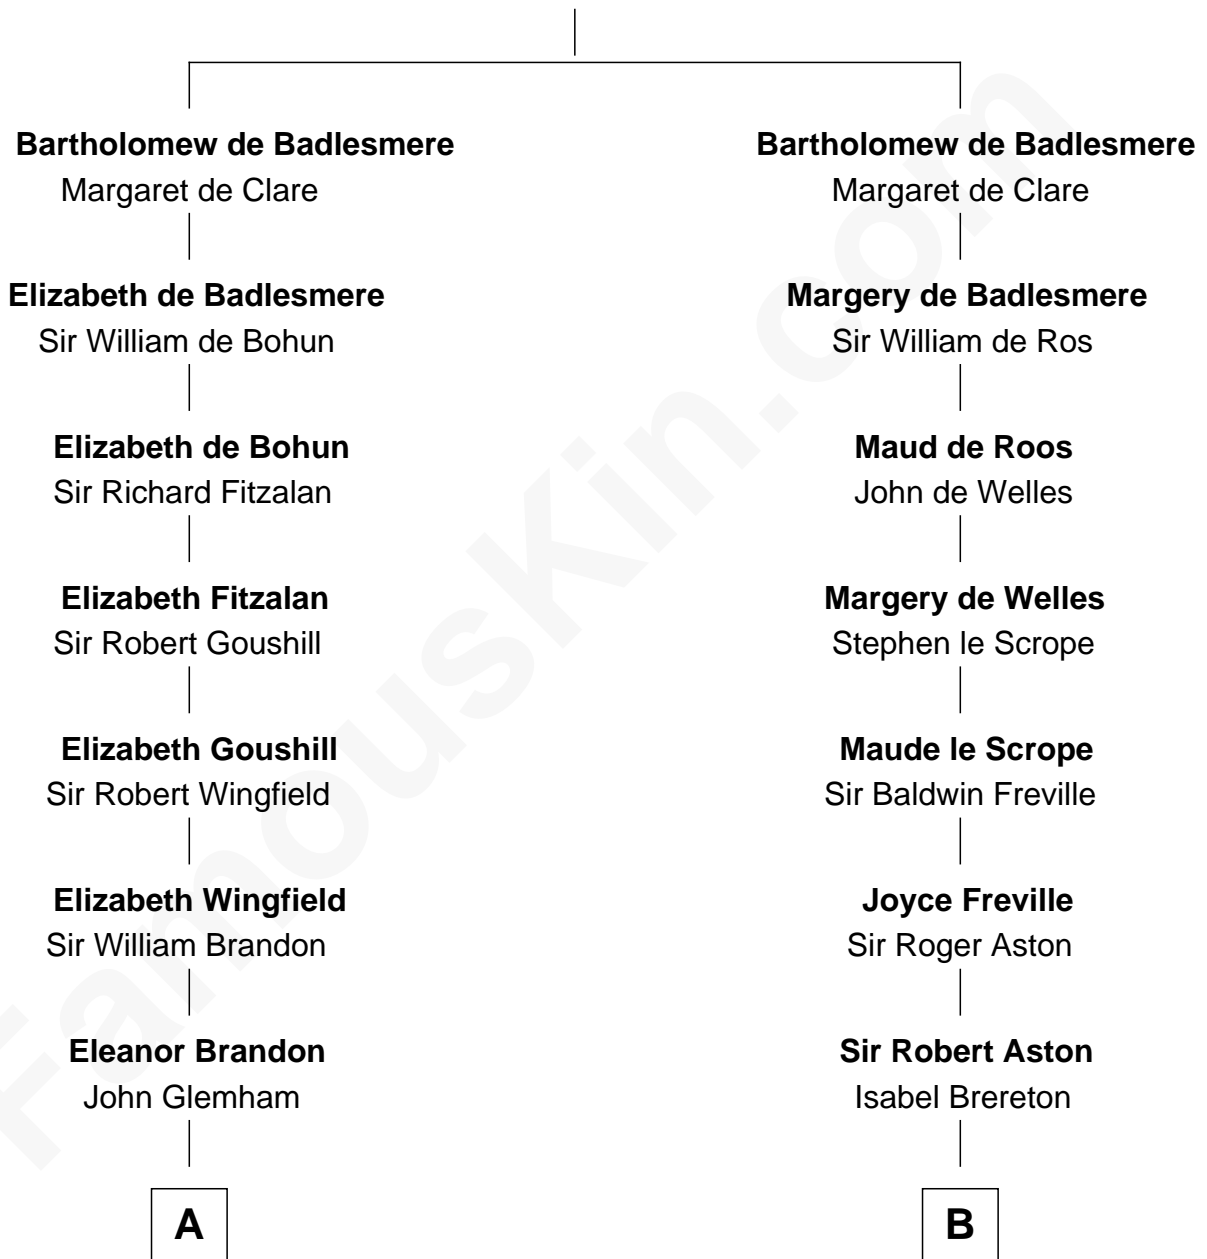 Bartholomew de Badlesmere
Margaret de Clare
Elizabeth de Badlesmere
Sir William de Bohun
Elizabeth de Bohun
Sir Richard Fitzalan
Elizabeth Fitzalan
Sir Robert Goushill
Elizabeth Goushill
Sir Robert Wingfield
Elizabeth Wingfield
Sir William Brandon
Eleanor Brandon
John Glemham
A
Bartholomew de Badlesmere
Margaret de Clare
Margery de Badlesmere
Sir William de Ros
Maud de Roos
John de Welles
Margery de Welles
Stephen le Scrope
Maude le Scrope
Sir Baldwin Freville
Joyce Freville
Sir Roger Aston
Sir Robert Aston
Isabel Brereton
B
FamousKin.com